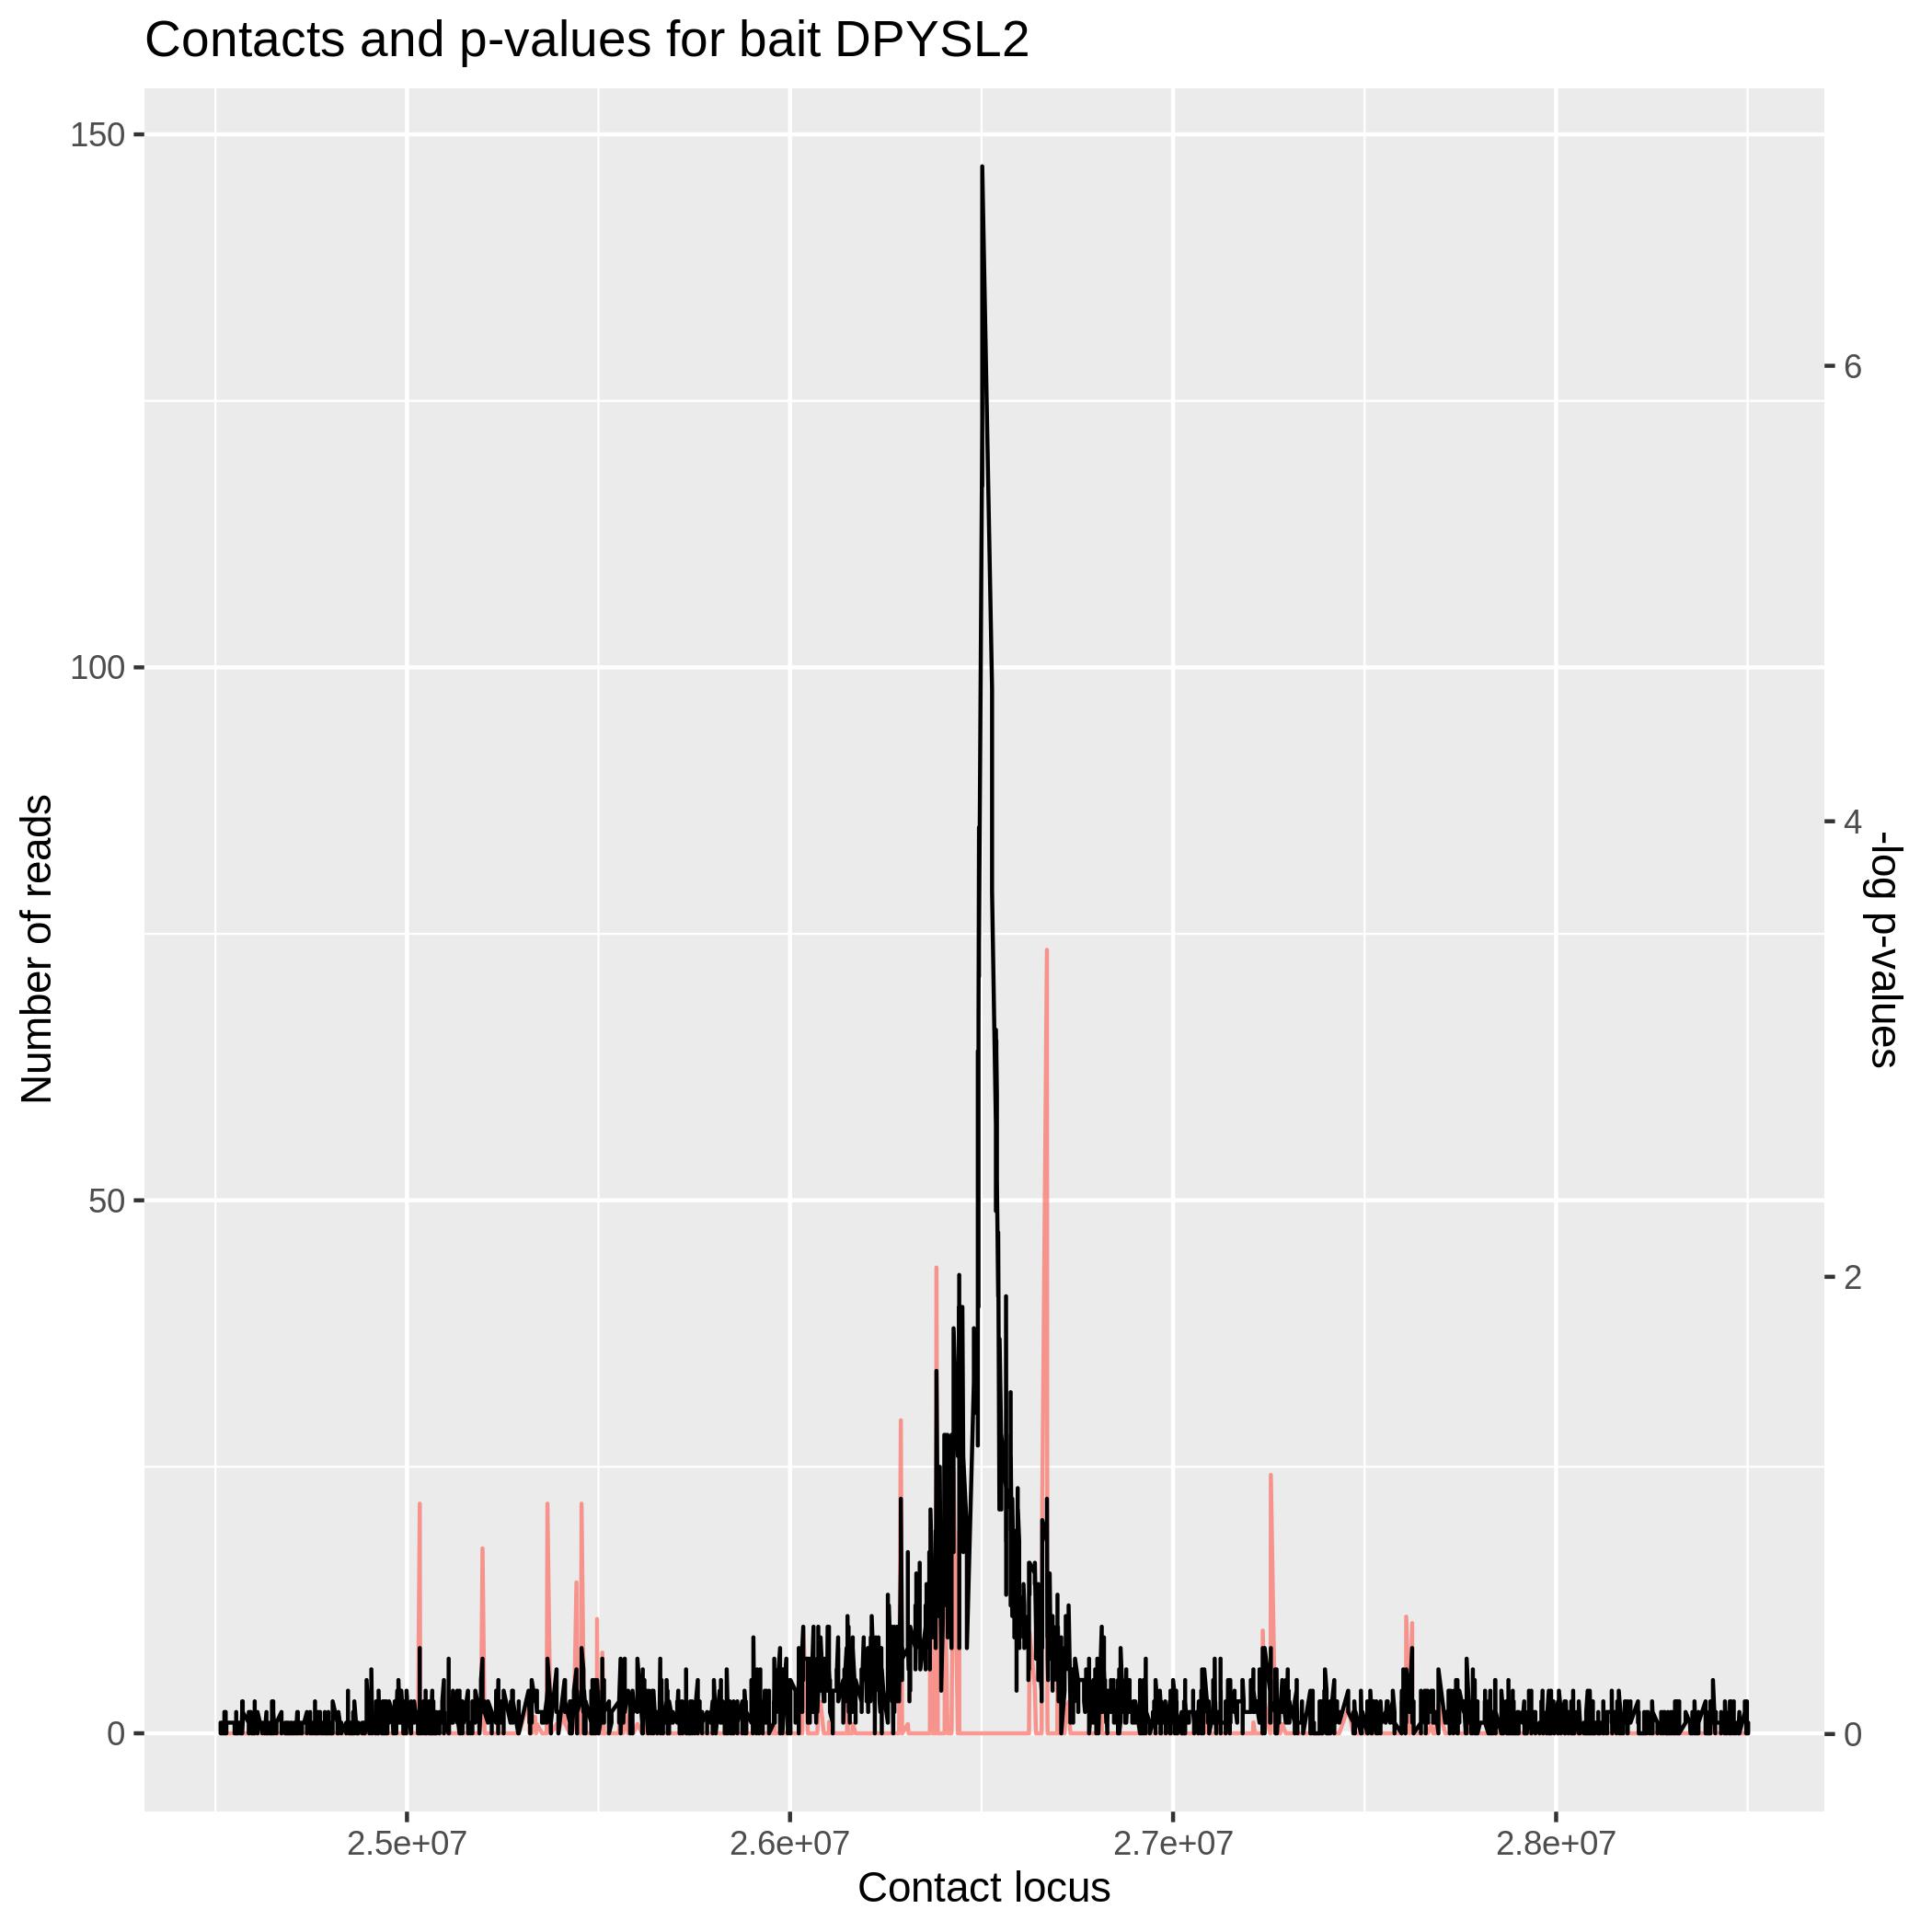 Contacts and p-values for bait DPYSL2
150
100
50
0
Number of reads
6
4
2
0
-log p-values
2.5e+07
2.6e+07
2.7e+07
2.8e+07
Contact locus